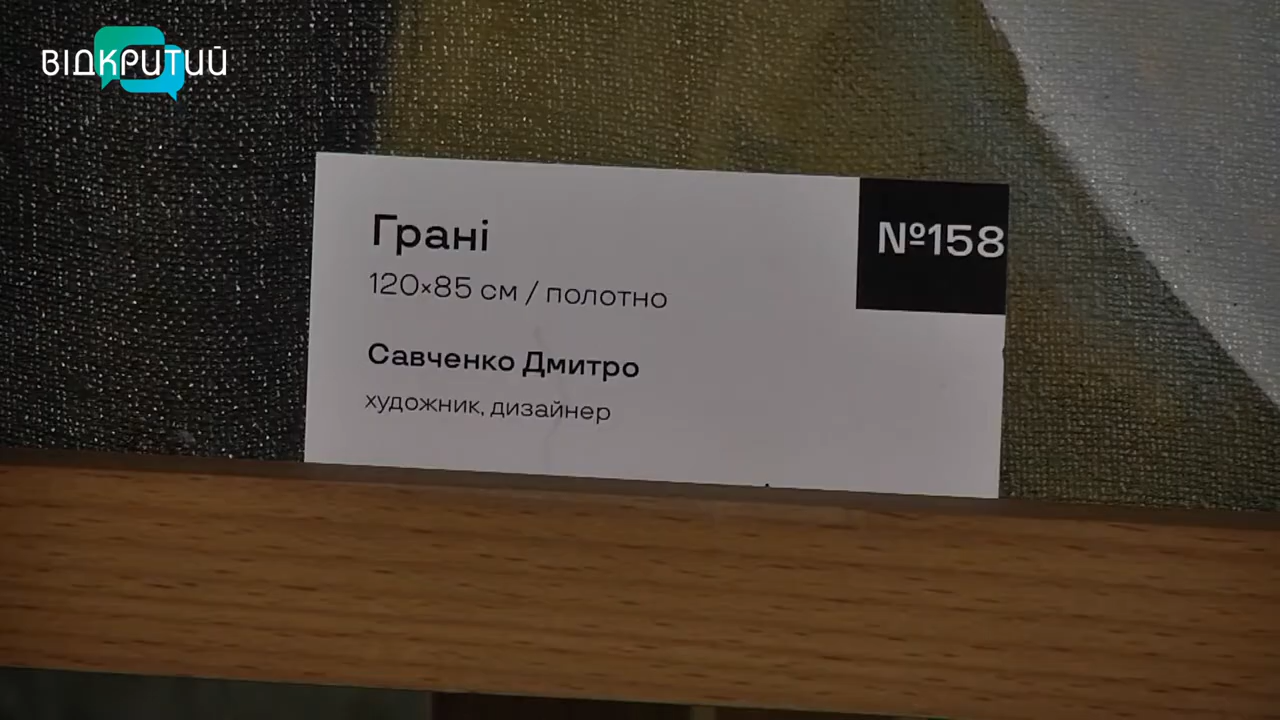 ВІДКРИТИЙ
Грані
№158
120×85 см / полотно
Савченко Дмитро
художник, дизайнер